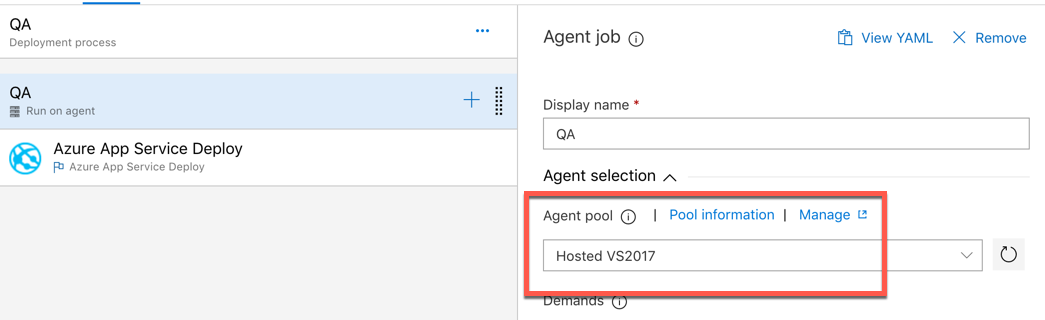 QA
Deployment process
QA
Run on agent
Azure App Service Deploy
Azure App Service Deploy
Agent job
View YAML
Remove
Display name *
QA
Agent selection
Agent pool | Pool information | Manage
Hosted VS2017
Demands